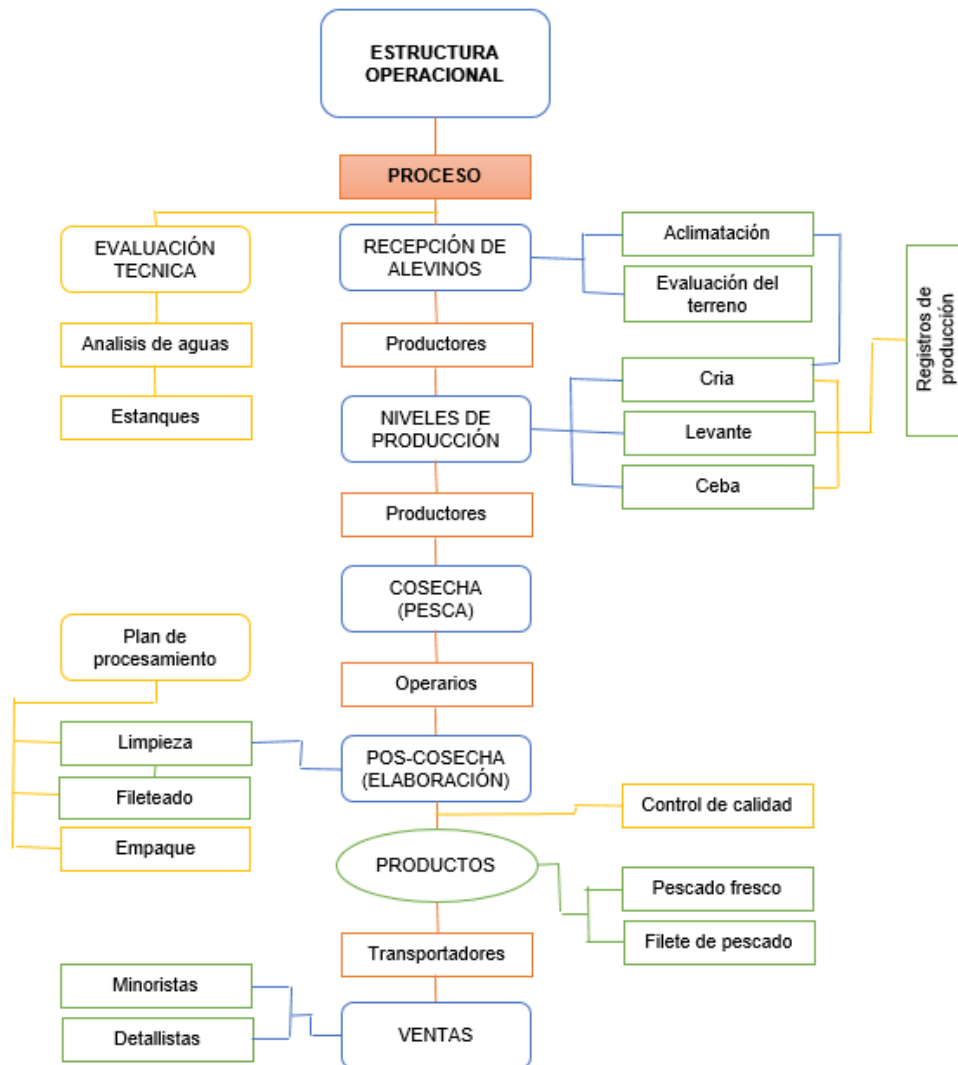 ESTRUCTURA
OPERACIONAL
PROCESO
EVALUACIÓN
TECNICA
RECEPCIÓN DE
ALEVINOS
Aclimatación
Evaluación del
terreno
Registros de
producción
Analisis de aguas
Productores
Cria
Estanques
NIVELES DE
PRODUCCIÓN
Levante
Ceba
Productores
COSECHA
(PESCA)
Plan de
procesamiento
Operarios
Limpieza
POS-COSECHA
(ELABORACIÓN)
Fileteado
Control de calidad
Empaque
PRODUCTOS
Pescado fresco
Filete de pescado
Transportadores
Minoristas
Detallistas
VENTAS